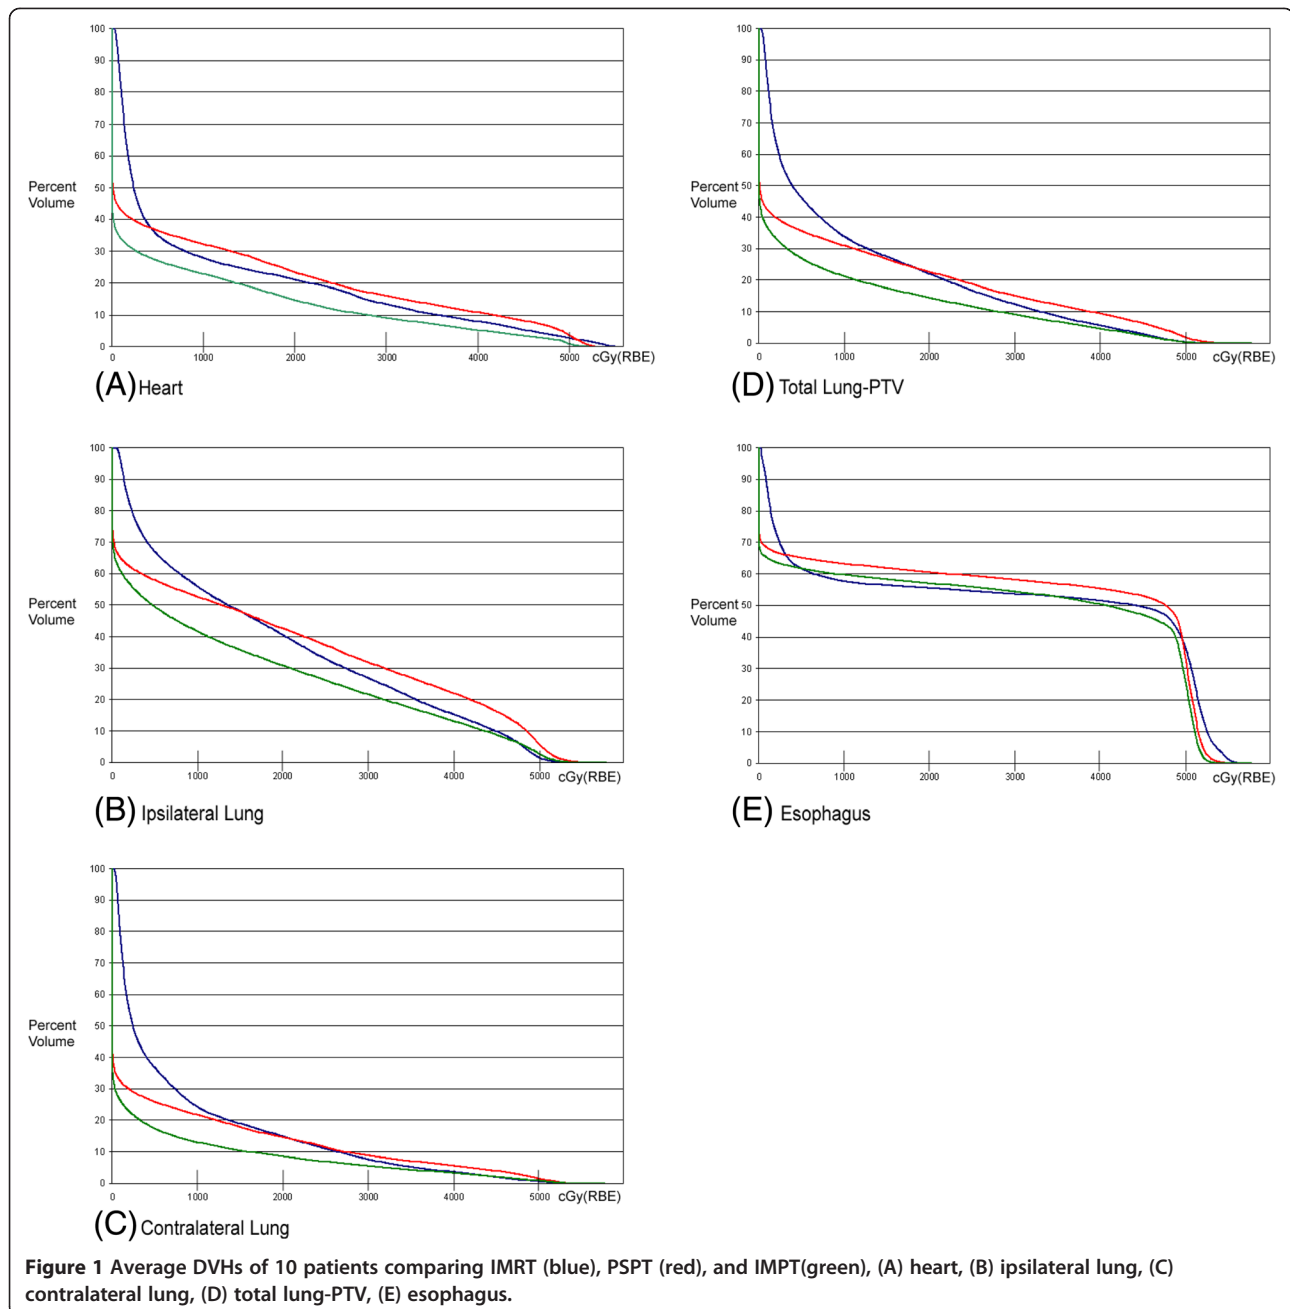 100
90
80
70
60
50
40
30
20
10
0
Percent
Volume
0 1000 2000 3000 4000 5000 cGy(RBE)
(A) Heart
100
90
80
70
60
50
40
30
20
10
0
Percent
Volume
0 1000 2000 3000 4000 5000 cGy(RBE)
(D) Total Lung-PTV
100
90
80
70
60
50
40
30
20
10
0
Percent
Volume
0 1000 2000 3000 4000 5000 cGy(RBE)
(B) Ipsilateral Lung
100
90
80
70
60
50
40
30
20
10
0
Percent
Volume
0 1000 2000 3000 4000 5000 cGy(RBE)
(E) Esophagus
100
90
80
70
60
50
40
30
20
10
0
Percent
Volume
0 1000 2000 3000 4000 5000 cGy(RBE)
(C) Contralateral Lung
Figure 1 Average DVHs of 10 patients comparing IMRT (blue), PSPT (red), and IMPT(green), (A) heart, (B) ipsilateral lung, (C)
contralateral lung, (D) total lung-PTV, (E) esophagus.